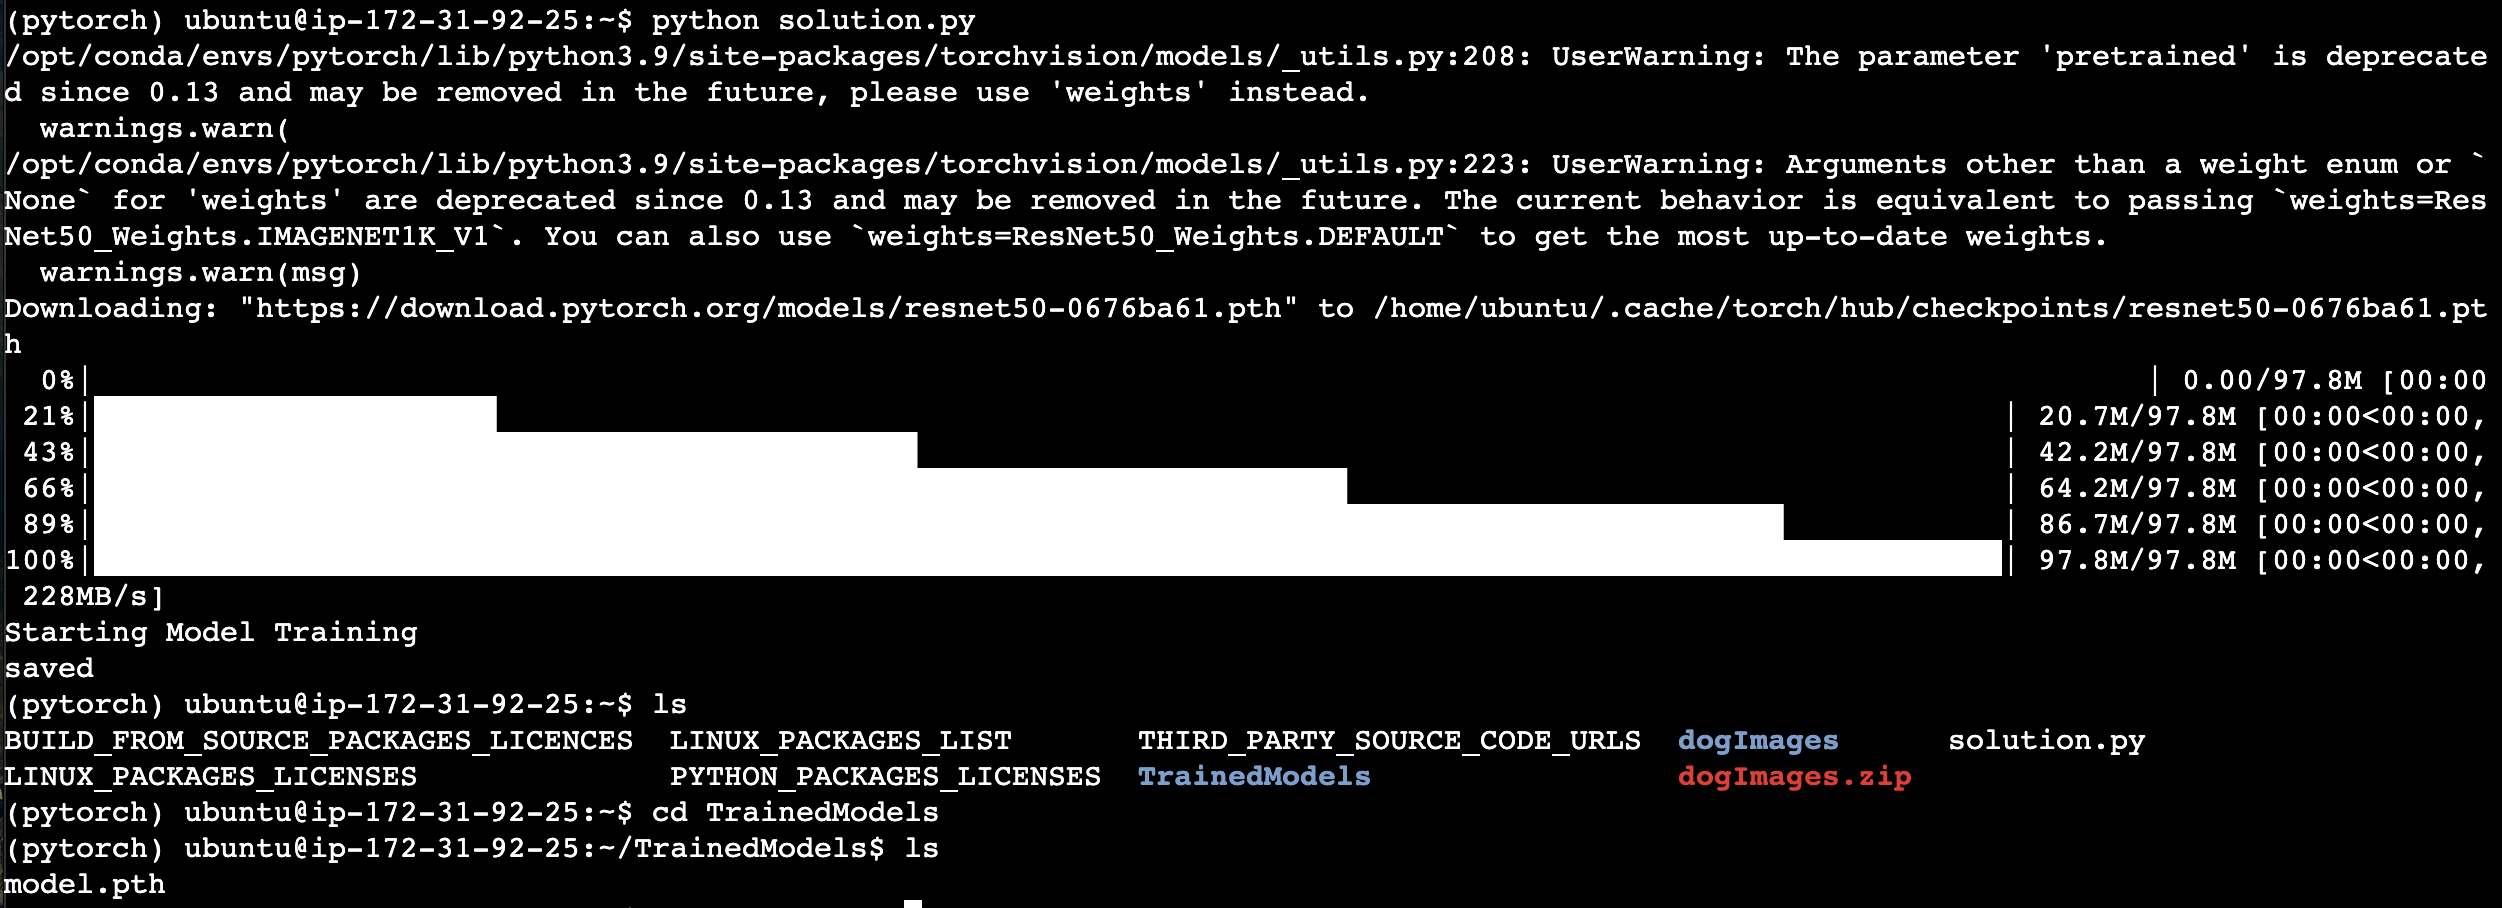 (pytorch) ubuntu@ip-172-31-92-25:~$ python solution.py
/opt/conda/envs/pytorch/lib/python3.9/site-packages/torchvision/models/_utils.py:208: UserWarning: The parameter 'pretrained' is deprecate
d since 0.13 and may be removed in the future, please use 'weights' instead.
  warnings.warn(
/opt/conda/envs/pytorch/lib/python3.9/site-packages/torchvision/models/_utils.py:223: UserWarning: Arguments other than a weight enum or `
None` for 'weights' are deprecated since 0.13 and may be removed in the future. The current behavior is equivalent to passing `weights=Res
Net50_Weights.IMAGENET1K_V1`. You can also use `weights=ResNet50_Weights.DEFAULT` to get the most up-to-date weights.
  warnings.warn(msg)
Downloading: "https://download.pytorch.org/models/resnet50-0676ba61.pth" to /home/ubuntu/.cache/torch/hub/checkpoints/resnet50-0676ba61.pt
h
  0%| | 0.00/97.8M [00:00
 21%| | 20.7M/97.8M [00:00<00:00,
 43%| | 42.2M/97.8M [00:00<00:00,
 66%| | 64.2M/97.8M [00:00<00:00,
 89%| | 86.7M/97.8M [00:00<00:00,
100%| | 97.8M/97.8M [00:00<00:00,
 228MB/s]
Starting Model Training
saved
(pytorch) ubuntu@ip-172-31-92-25:~$ ls
BUILD_FROM_SOURCE_PACKAGES_LICENCES  LINUX_PACKAGES_LIST       THIRD_PARTY_SOURCE_CODE_URLS  dogImages      solution.py
LINUX_PACKAGES_LICENSES              PYTHON_PACKAGES_LICENSES  TrainedModels                 dogImages.zip
(pytorch) ubuntu@ip-172-31-92-25:~$ cd TrainedModels
(pytorch) ubuntu@ip-172-31-92-25:~/TrainedModels$ ls
model.pth